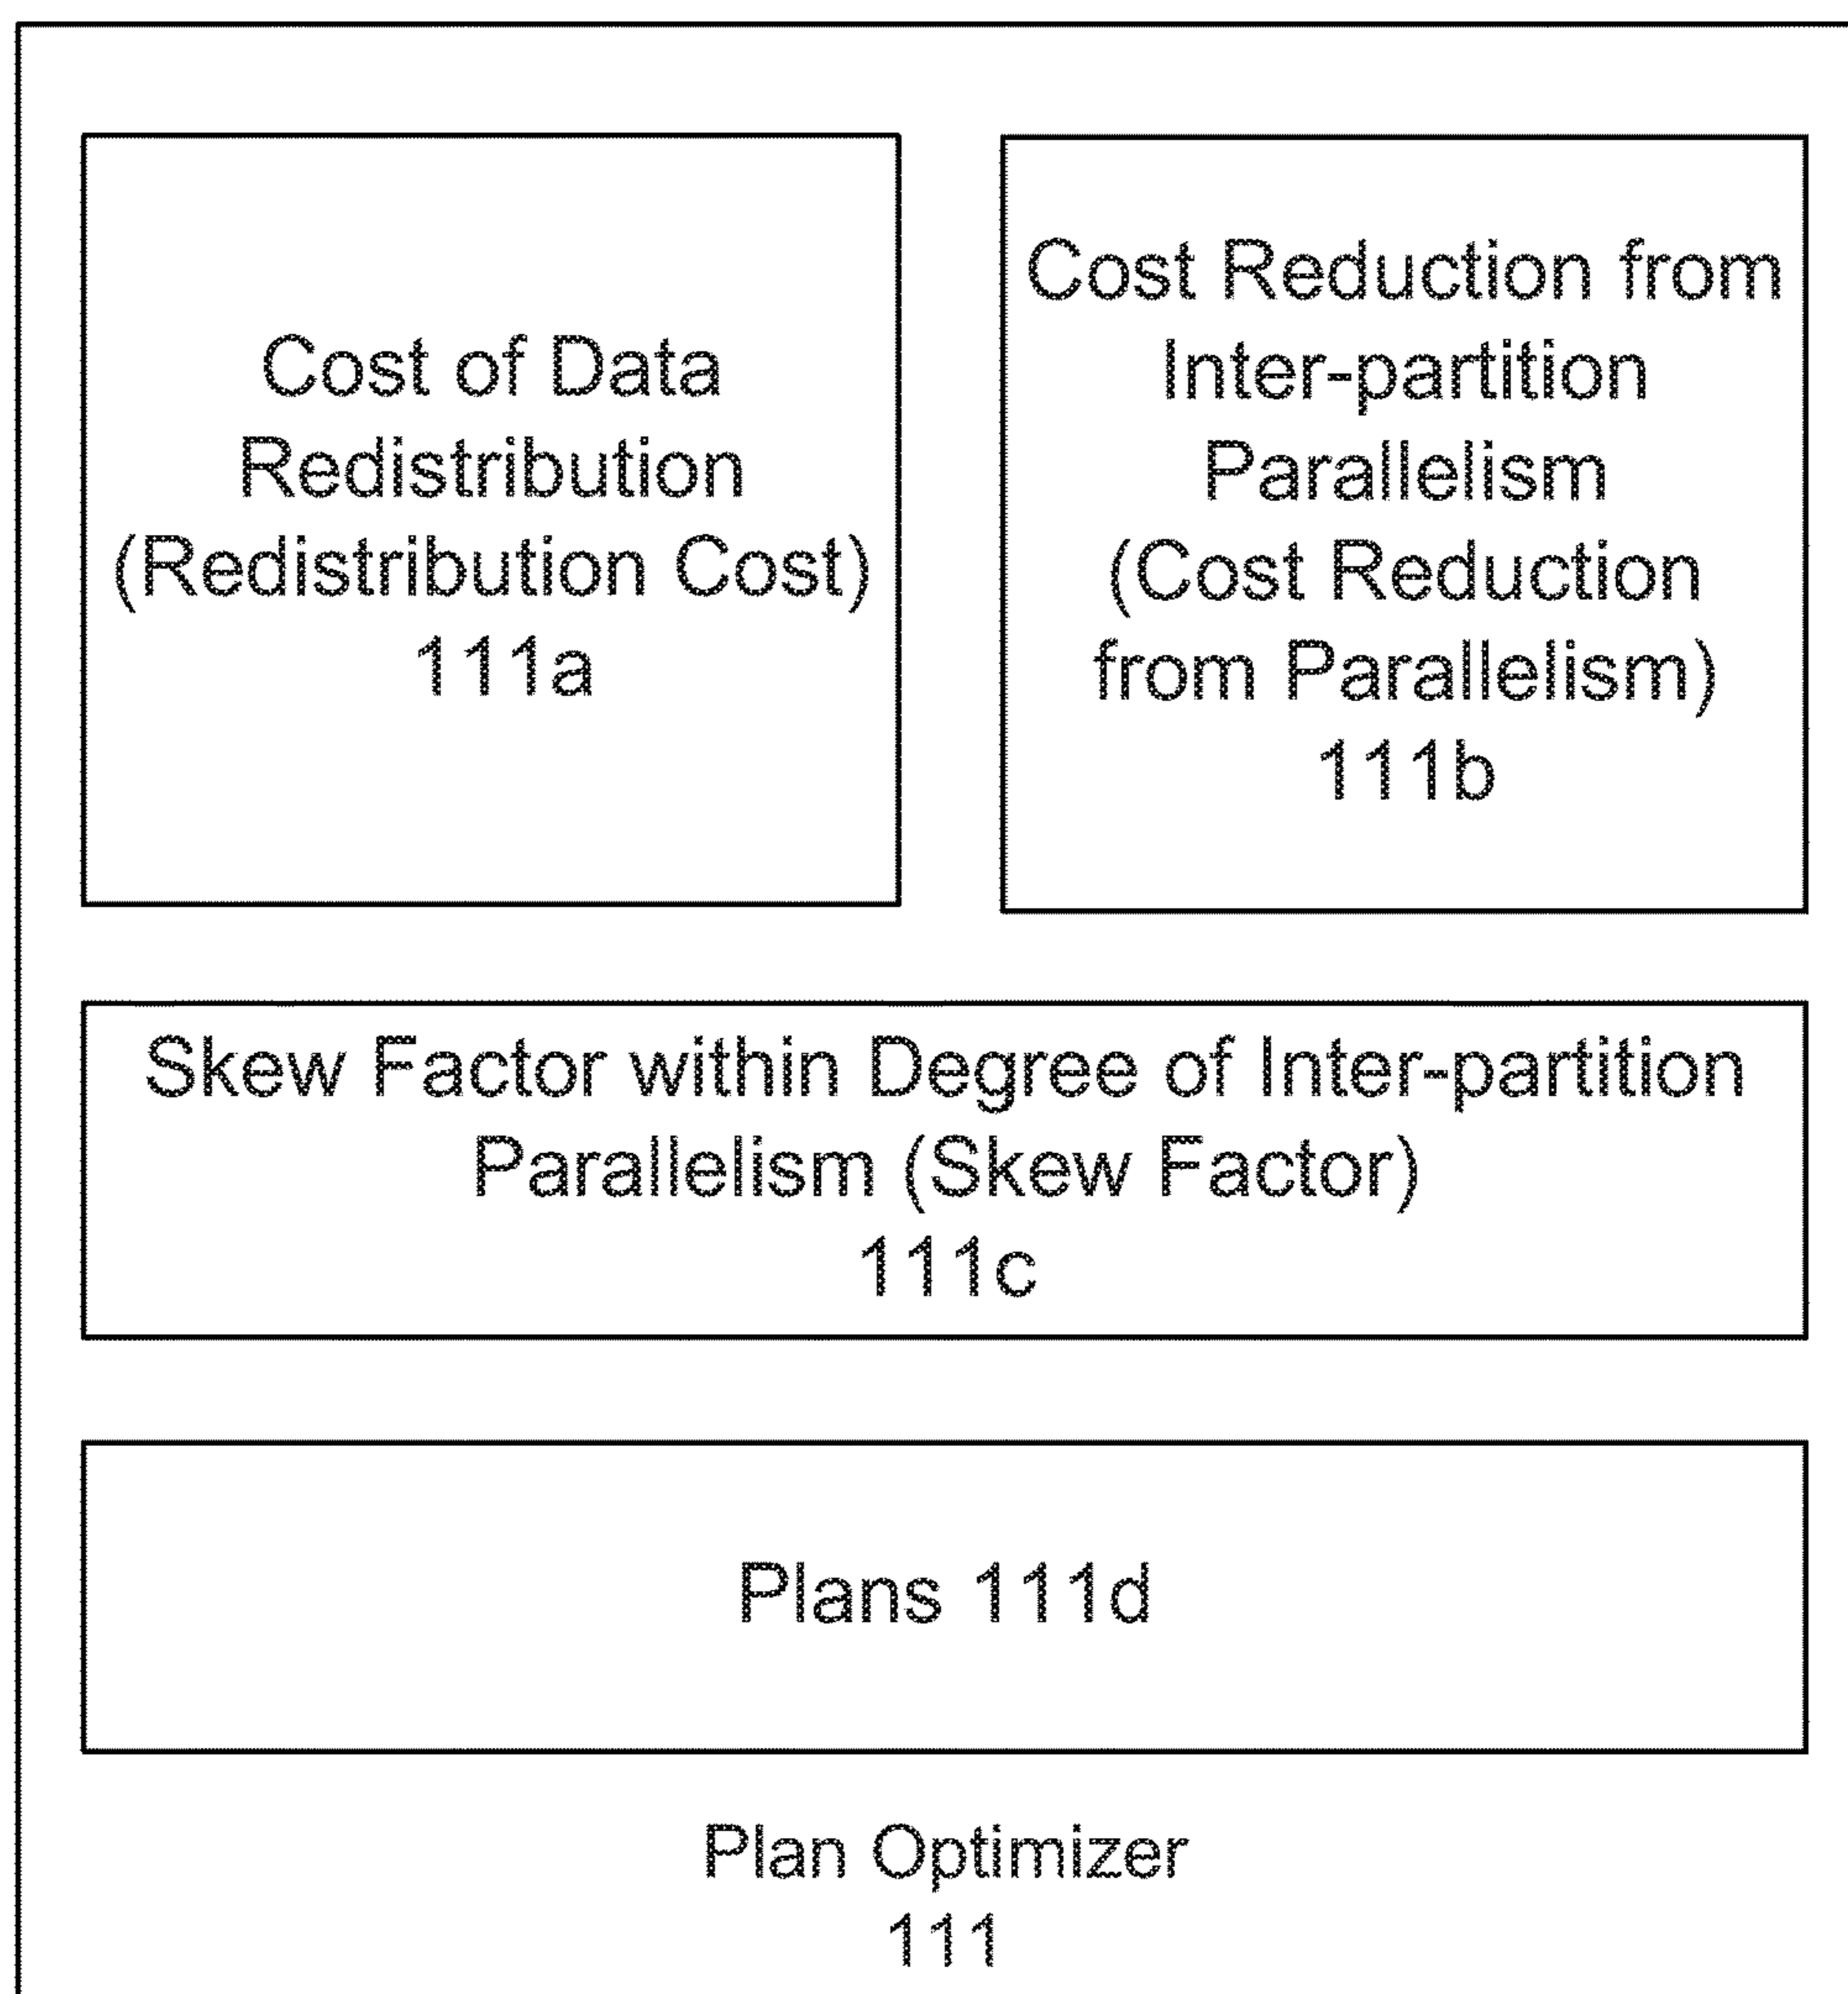 Cost of Data
Redistribution
(Redistribution Cost)
111a
Cost Reduction from
Inter-partition
Parallelism
(Cost Reduction
from Parallelism)
111b
Skew Factor within Degree of Inter-partition
Parallelism (Skew Factor)
111c
Plans 111d
Plan Optimizer
111